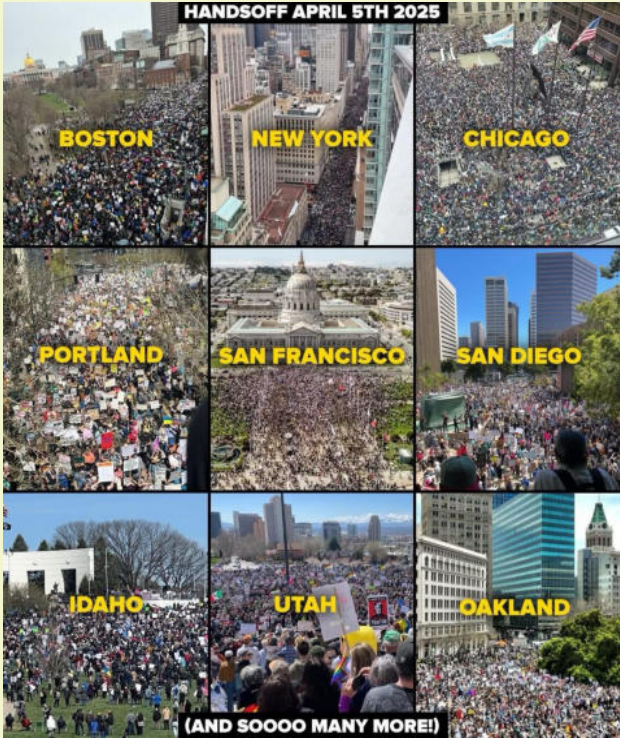 HANDSOFF APRIL 5TH 2025
BOSTON
NEW YORK
CHICAGO
PORTLAND
SAN FRANCISCO
SAN DIEGO
IDAHO
UTAH
OAKLAND
(AND SOOOO MANY MORE!)